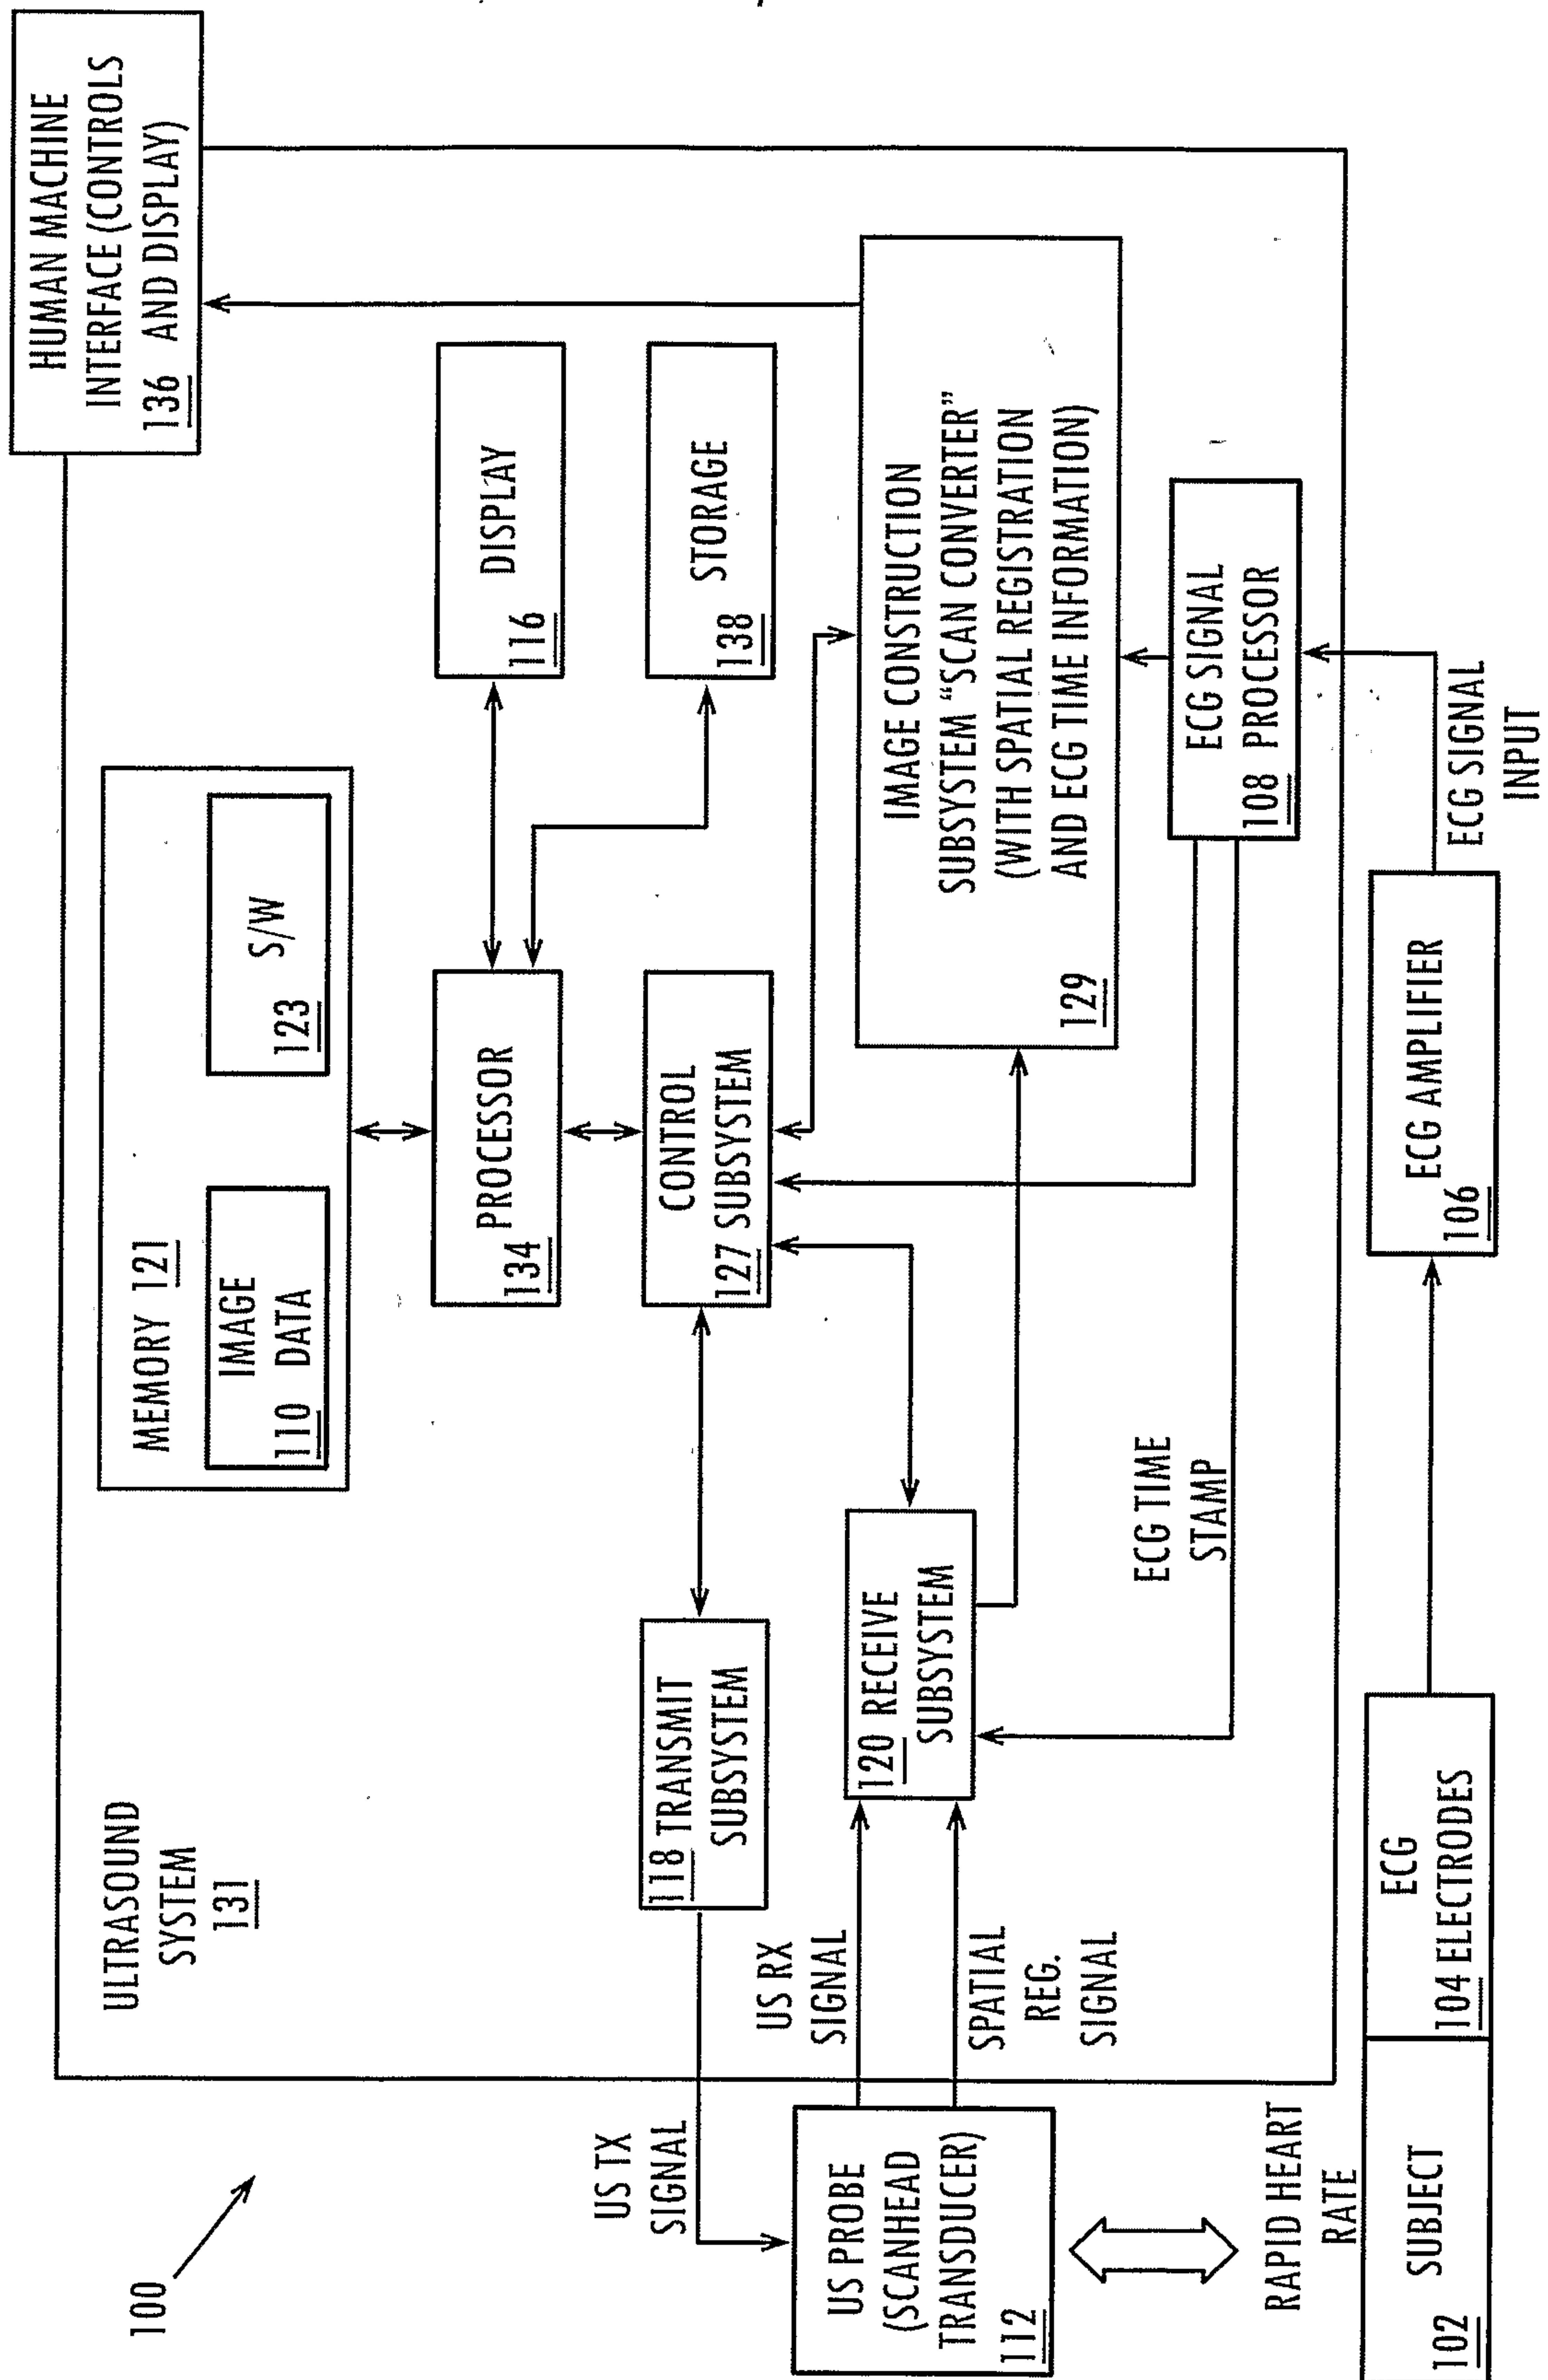 100
ULTRASOUND
SYSTEM
131
MEMORY 121
IMAGE
110 DATA
S/W
123
HUMAN MACHINE
INTERFACE (CONTROLS
136 AND DISPLAY)
PROCESSOR
134
DISPLAY
116
CONTROL
127 SUBSYSTEM
STORAGE
138
US TX
SIGNAL
118 TRANSMIT
SUBSYSTEM
US RX
SIGNAL
SPATIAL
REG.
SIGNAL
120 RECEIVE
SUBSYSTEM
IMAGE CONSTRUCTION
SUBSYSTEM “SCAN CONVERTER”
(WITH SPATIAL REGISTRATION
AND ECG TIME INFORMATION)
129
US PROBE
(SCANHEAD
TRANSDUCER)
112
ECG TIME
STAMP
ECG SIGNAL
108 PROCESSOR
RAPID HEART
RATE
SUBJECT
102
ECG
104 ELECTRODES
ECG AMPLIFIER
106
ECG SIGNAL
INPUT